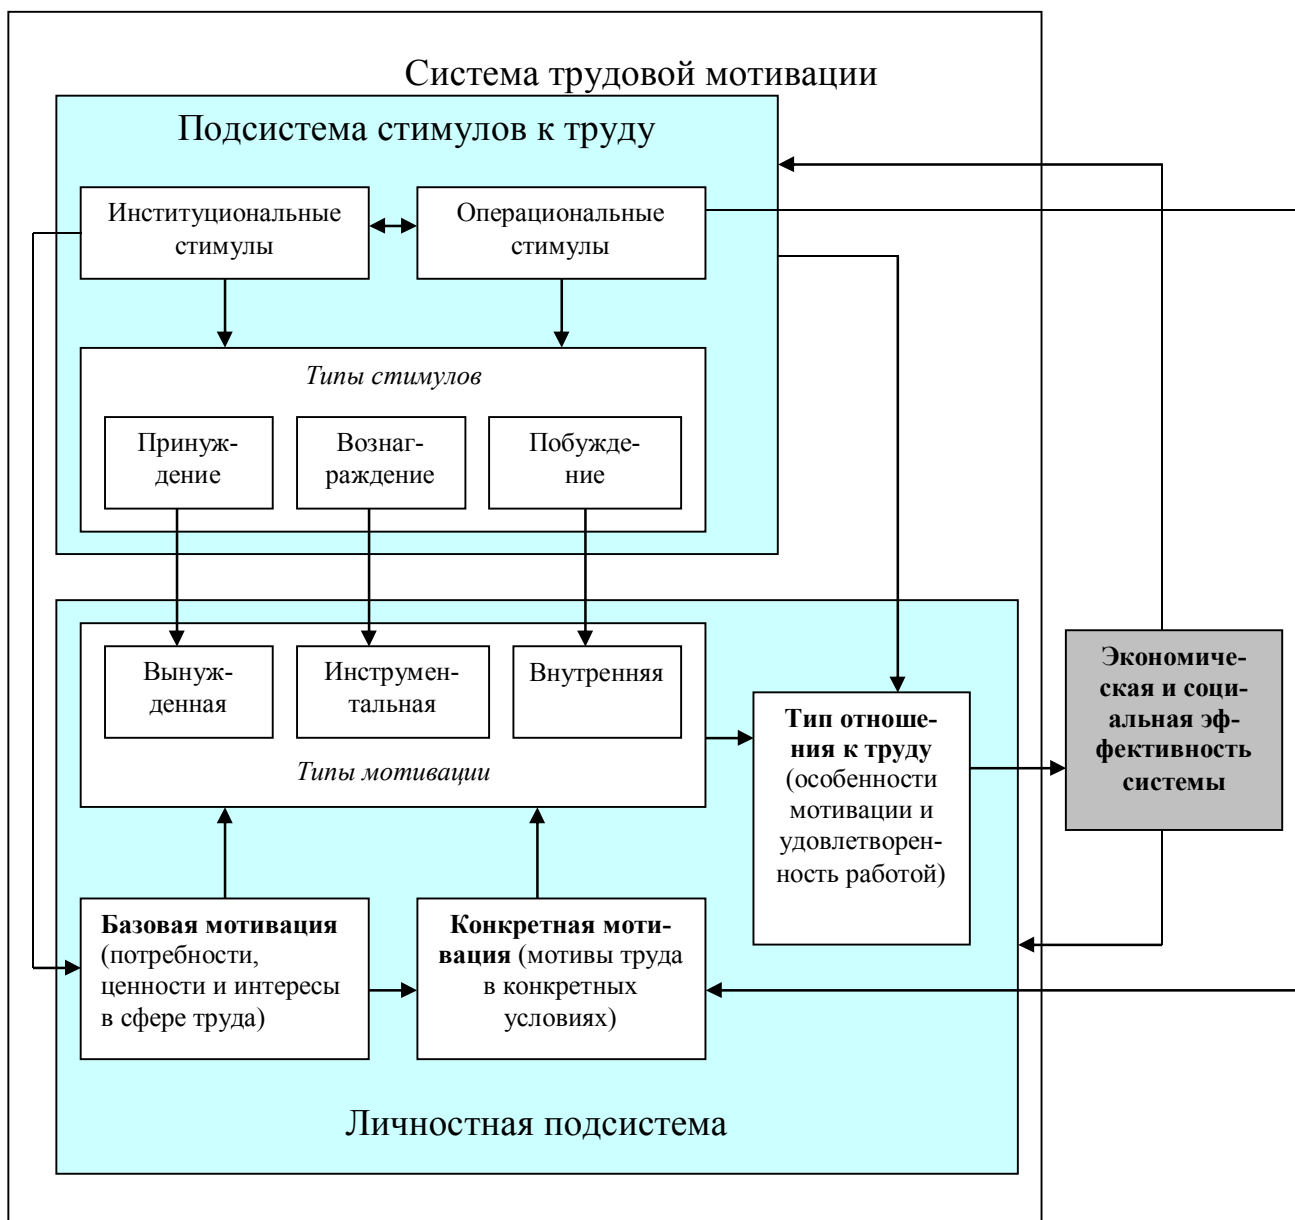 Система трудовой мотивации
Подсистема стимулов к труду
Институциональные
стимулы
Операциональные
стимулы
Типы стимулов
Принуж-
дение
Вознаг-
раждение
Побужде-
ние
Вынуж-
денная
Инструмен-
тальная
Внутренняя
Типы мотивации
Тип отноше-
ния к труду
(особенности
мотивации и
удовлетворен-
ность работой)
Экономиче-
ская и соци-
альная эф-
фективность
системы
Базовая мотивация
(потребности,
ценности и интересы
в сфере труда)
Конкретная моти-
вация (мотивы труда
в конкретных
условиях)
Личностная подсистема